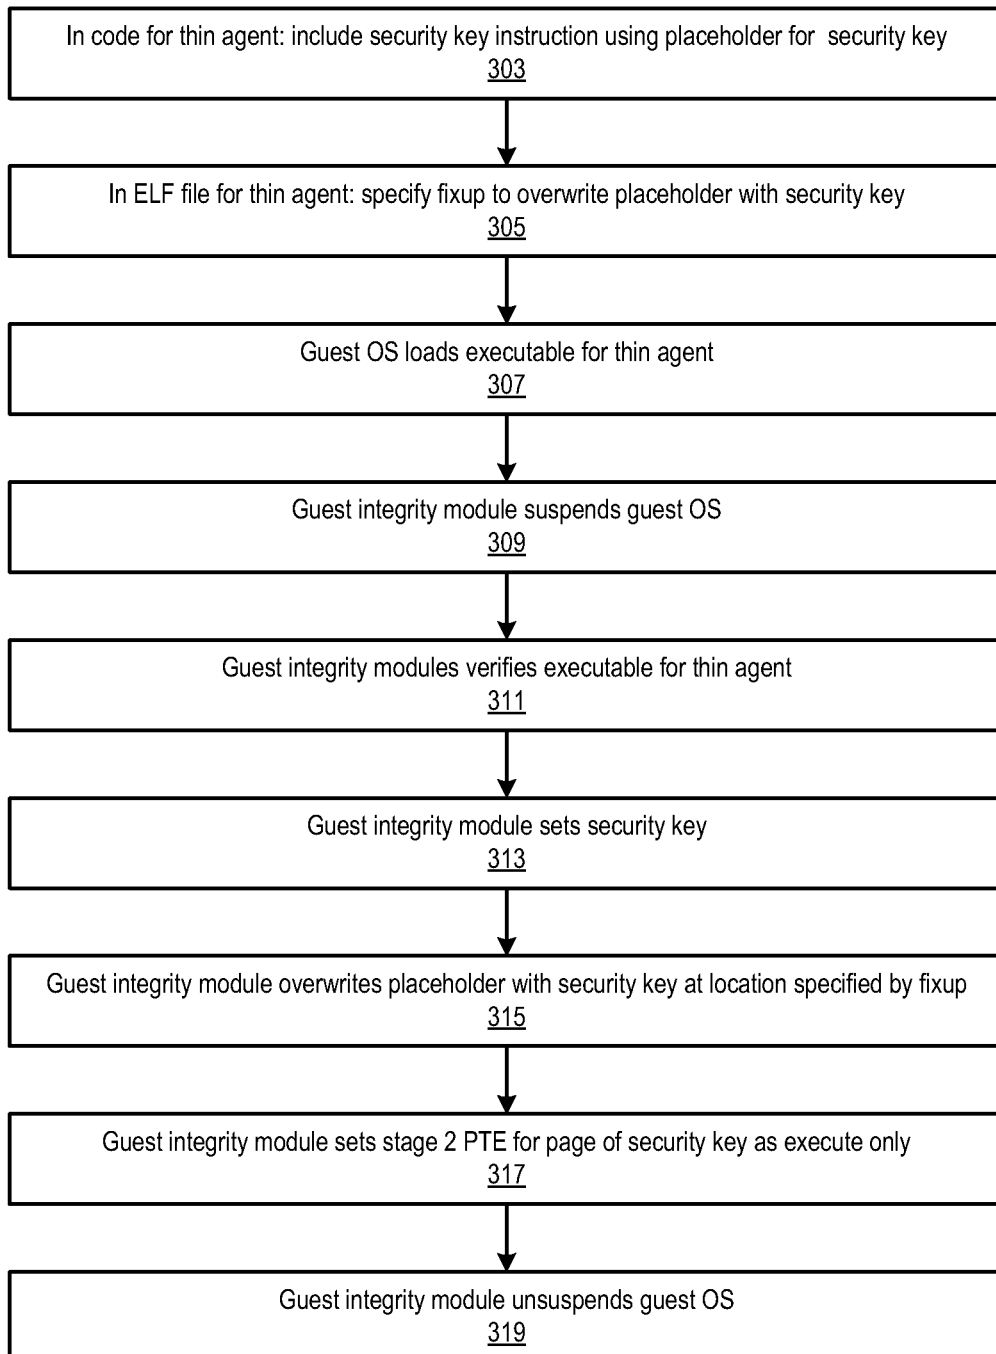 In code for thin agent: include security key instruction using placeholder for security key
303
In ELF file for thin agent: specify fixup to overwrite placeholder with security key
305
Guest OS loads executable for thin agent
307
Guest integrity module suspends guest OS
309
Guest integrity modules verifies executable for thin agent
311
Guest integrity module sets security key
313
Guest integrity module overwrites placeholder with security key at location specified by fixup
315
Guest integrity module sets stage 2 PTE for page of security key as execute only
317
Guest integrity module unsuspends guest OS
319